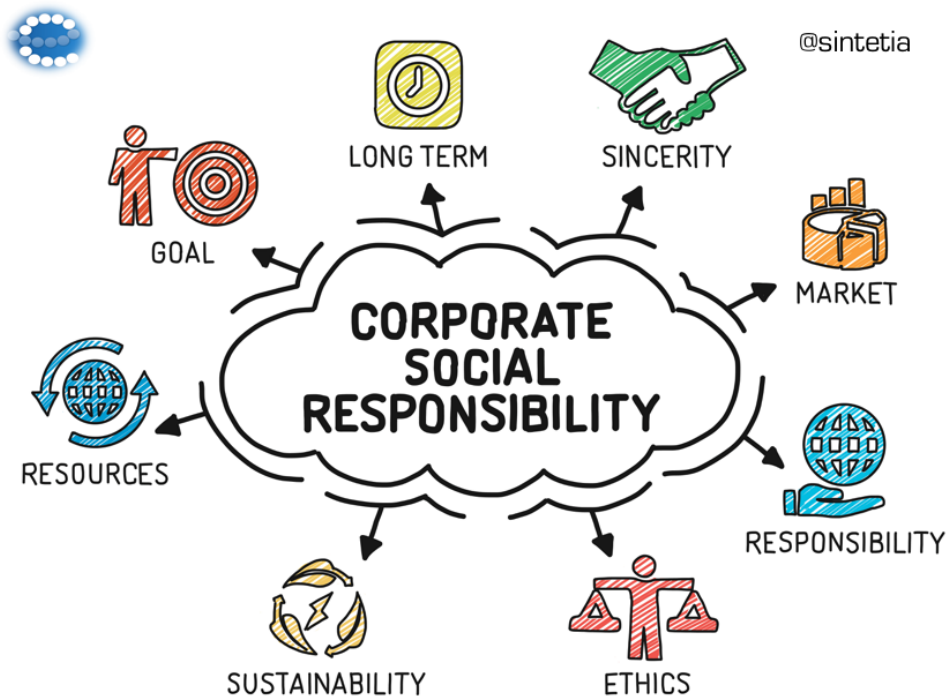 @sintetia
LONG TERM
SINCERITY
GOAL
MARKET
CORPORATE
SOCIAL
RESPONSIBILITY
RESOURCES
RESPONSIBILITY
SUSTAINABILITY
ETHICS